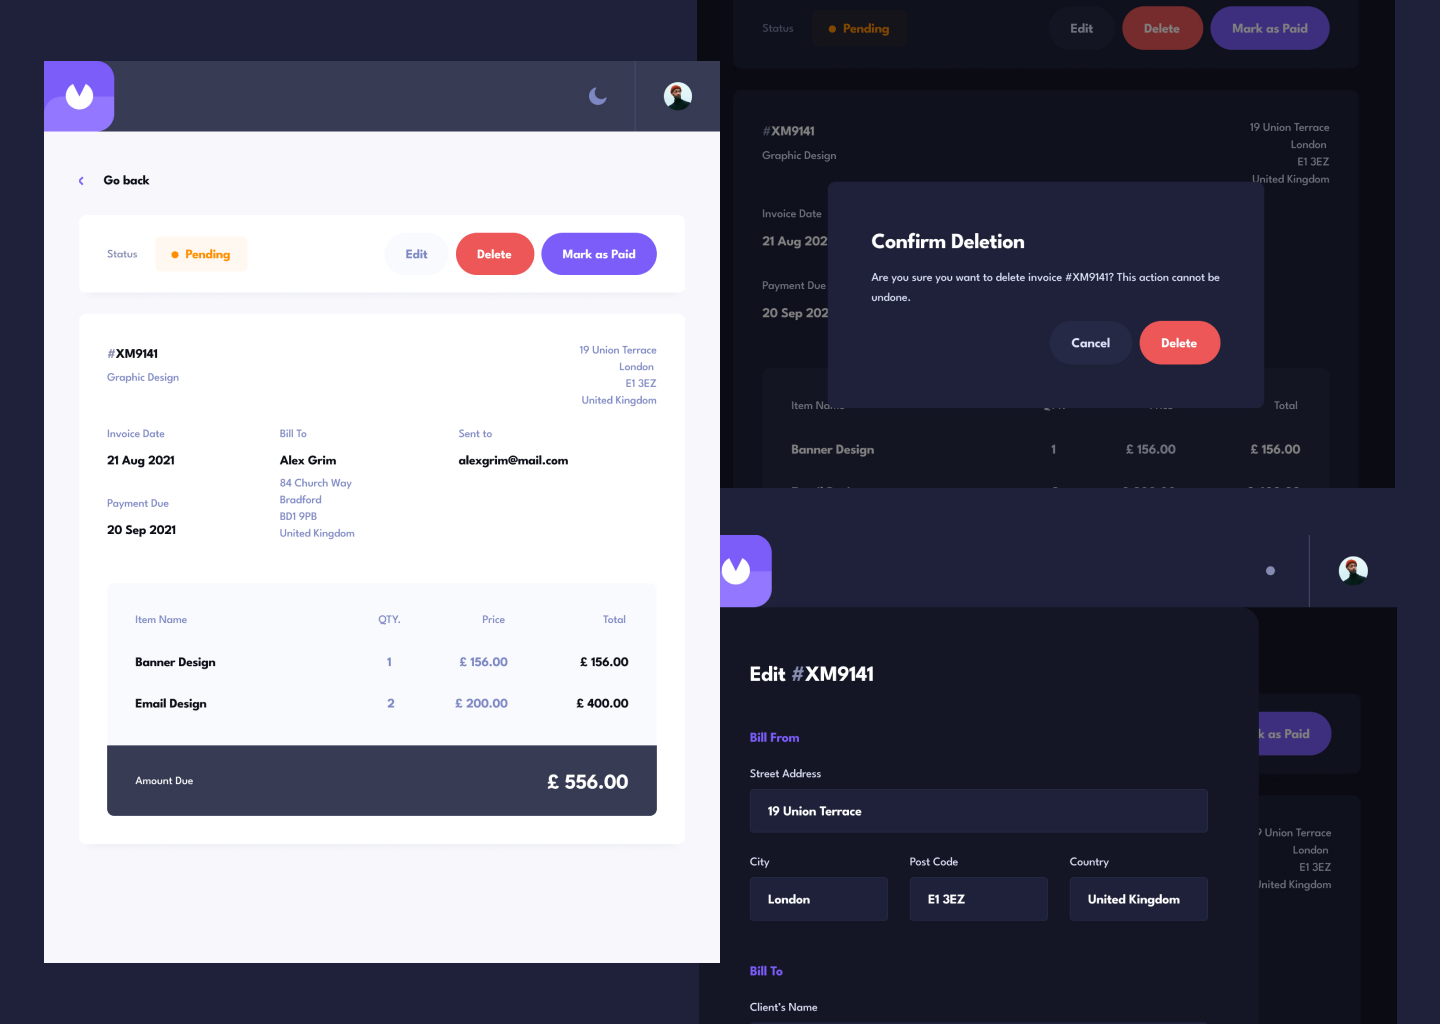 Go back
Status
Pending
Edit
Delete
Mark as Paid
#XM9141
Graphic Design
19 Union Terrace
London
E1 3EZ
United Kingdom
Invoice Date
21 Aug 2021
Payment Due
20 Sep 2021
Bill To
Alex Grim
84 Church Way
Bradford
BD1 9PB
United Kingdom
Sent to
alexgrim@mail.com
Item Name QTY. Price Total
Banner Design 1 £ 156.00 £ 156.00
Email Design 2 £ 200.00 £ 400.00
Amount Due £ 556.00
Status
Pending
Edit
Delete
Mark as Paid
#XM9141
Graphic Design
19 Union Terrace
London
E1 3EZ
United Kingdom
Invoice Date
21 Aug 202
Payment Due
20 Sep 202
Confirm Deletion
Are you sure you want to delete invoice #XM9141? This action cannot be
undone.
Cancel
Delete
Item Total
Banner Design 1 £ 156.00 £ 156.00
Edit #XM9141
Bill From
Street Address
19 Union Terrace
City
London
Post Code
E1 3EZ
Country
United Kingdom
Bill To
Client's Name
k as Paid
Union Terrace
London
E1 3EZ
United Kingdom